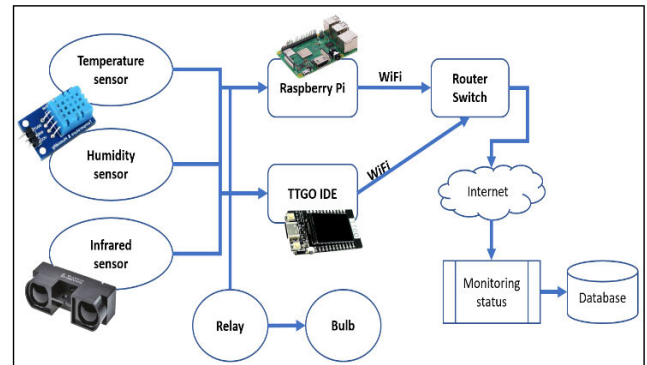 Temperature
sensor
Humidity
sensor
Infrared
sensor
Raspberry Pi
WiFi
Router
Switch
TTGO IDE
WiFi
Internet
Monitoring
status
Database
Relay
Bulb